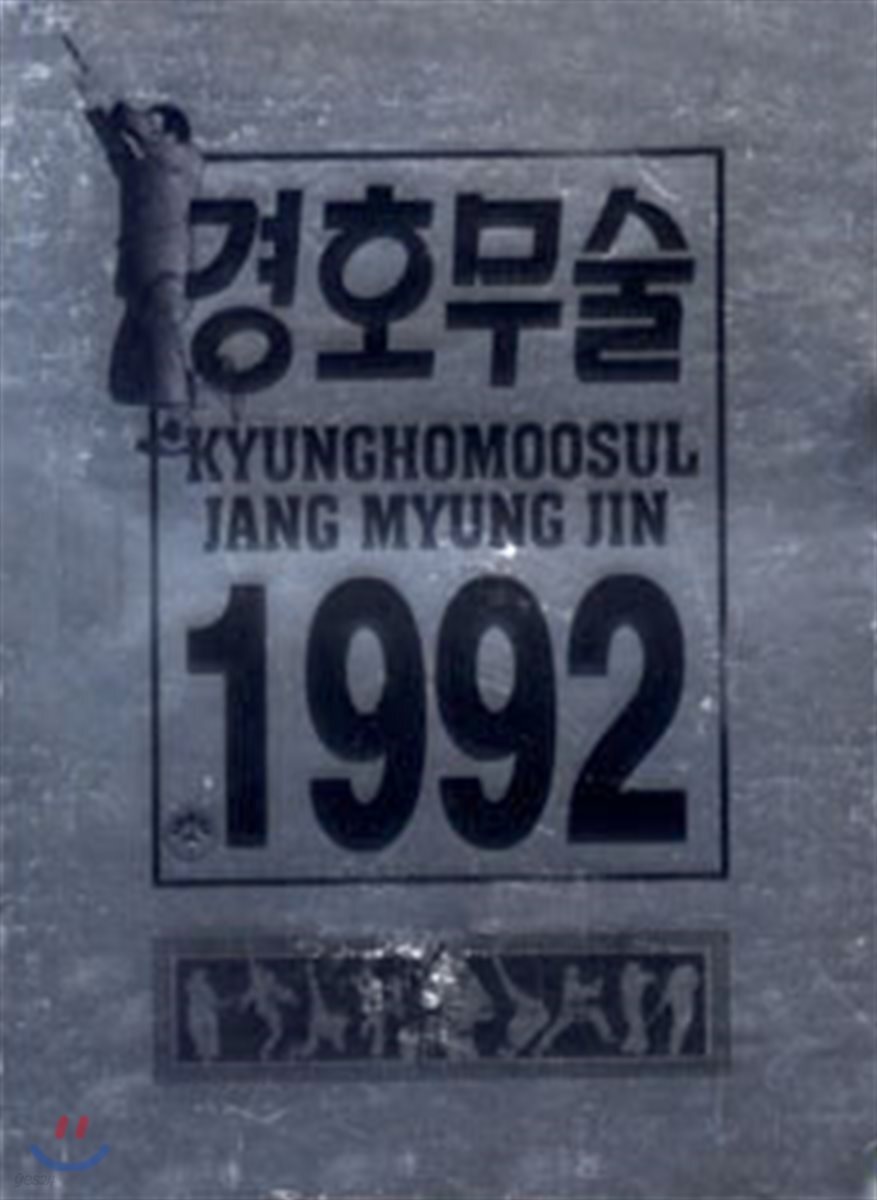 경호무술
KYUNGHOMOOSUL
JANG MYUNG JIN
1992